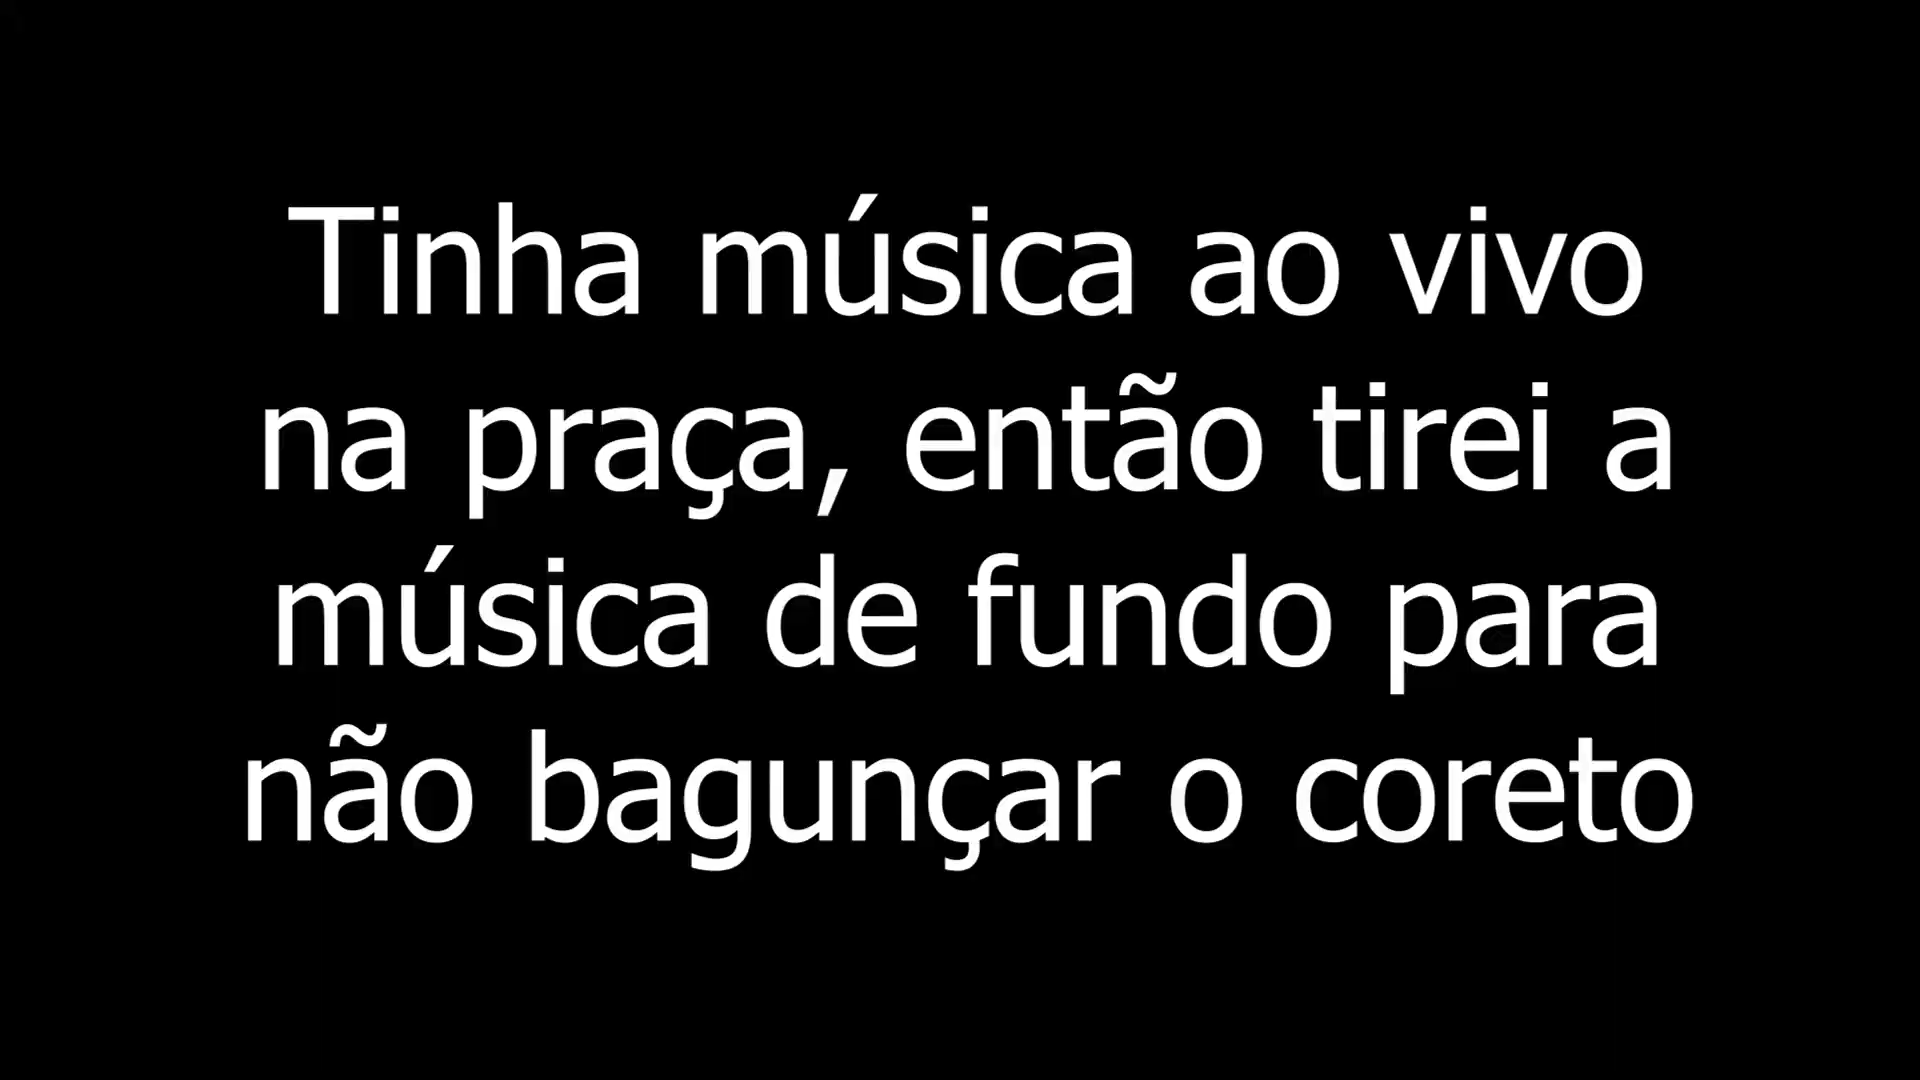 Tinha música ao vivo
na praça, então tirei a
música de fundo para
não bagunçar o coreto